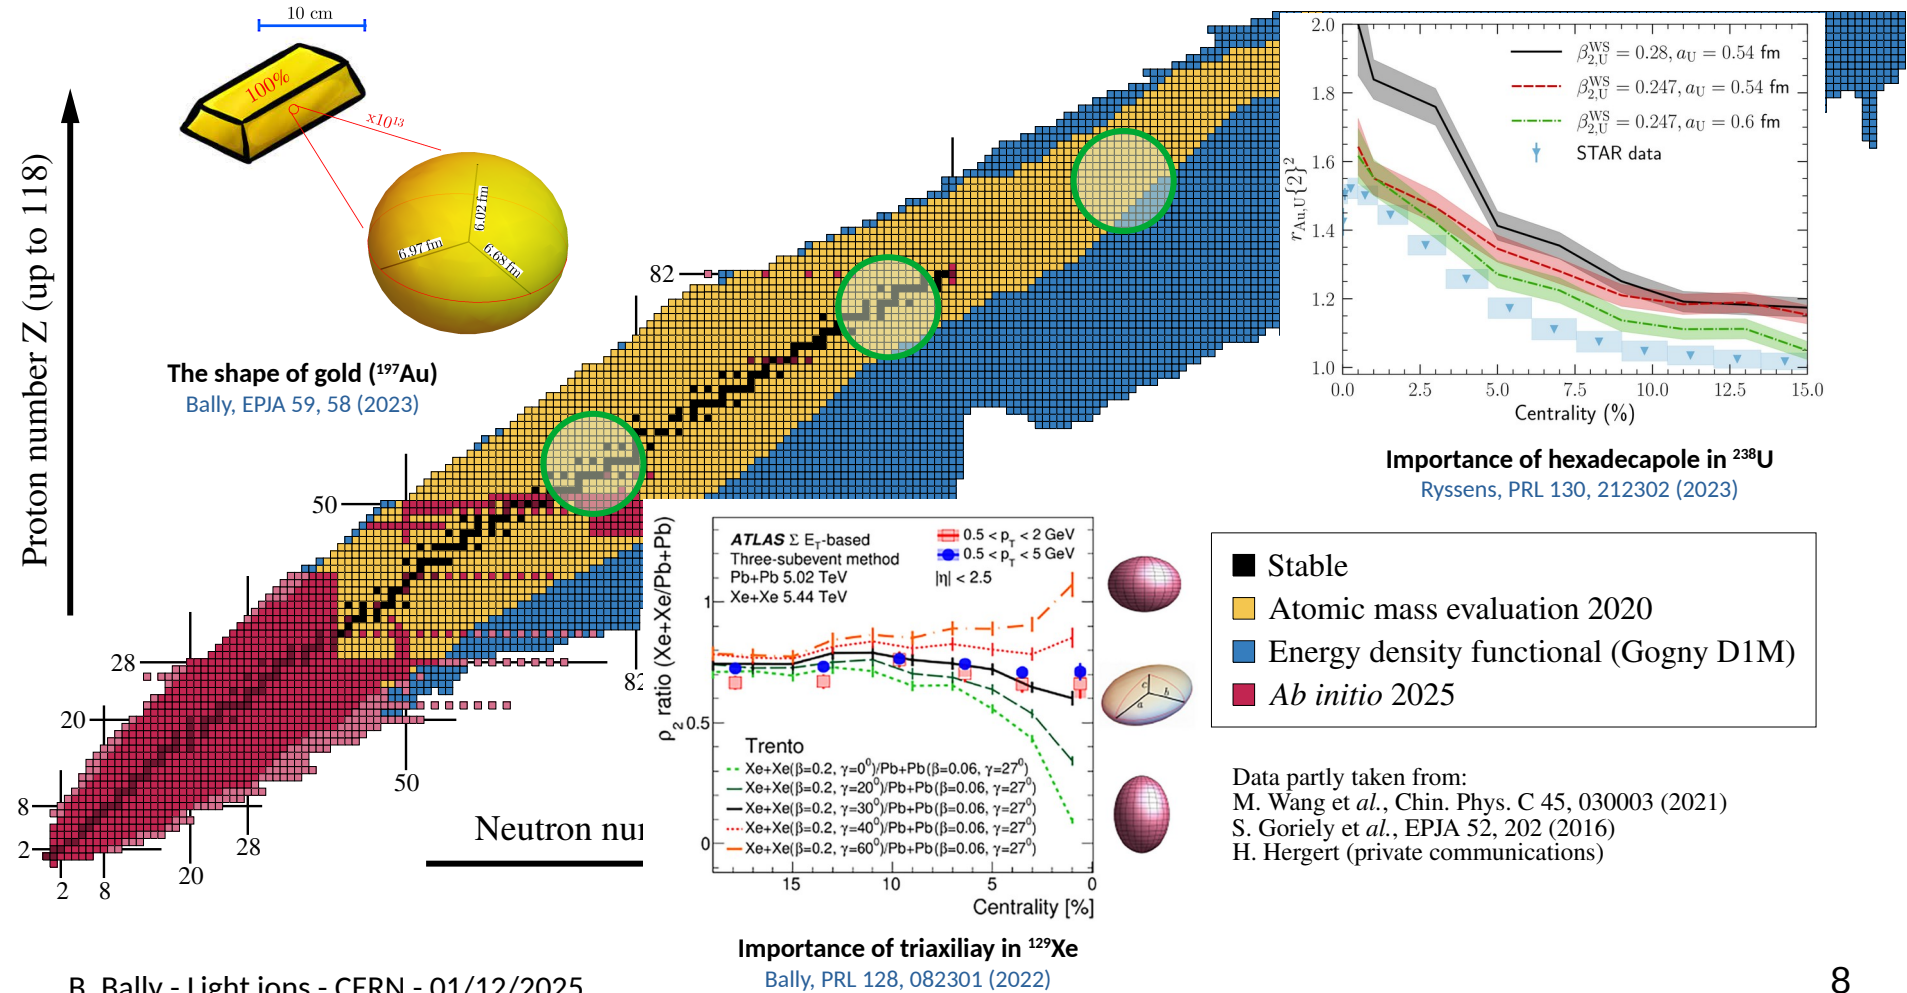 10 cm
100%
x10¹³
6.02 fm
6.97 fm
6.68 fm
The shape of gold (¹⁹⁷Au)
Bally, EPJA 59, 58 (2023)
Proton number Z (up to 118)
82
50
28
20
8
2
2
8
20
28
50
82
Neutron nu
2.0
1.8
1.6
1.4
1.2
1.0
r_Au,U{2}²
β₂,U^WS = 0.28, a_U = 0.54 fm
β₂,U^WS = 0.247, a_U = 0.54 fm
β₂,U^WS = 0.247, a_U = 0.6 fm
STAR data
0.0 2.5 5.0 7.5 10.0 12.5 15.0
Centrality (%)
Importance of hexadecapole in ²³⁸U
Ryssens, PRL 130, 212302 (2023)
ρ₂ ratio (Xe+Xe/Pb+Pb)
1
0.5
0
ATLAS Σ E_T-based
Three-subevent method
Pb+Pb 5.02 TeV
Xe+Xe 5.44 TeV
0.5 < p_T < 2 GeV
0.5 < p_T < 5 GeV
|η| < 2.5
Trento
Xe+Xe(β=0.2, γ=0⁰)/Pb+Pb(β=0.06, γ=27⁰)
Xe+Xe(β=0.2, γ=20⁰)/Pb+Pb(β=0.06, γ=27⁰)
Xe+Xe(β=0.2, γ=30⁰)/Pb+Pb(β=0.06, γ=27⁰)
Xe+Xe(β=0.2, γ=40⁰)/Pb+Pb(β=0.06, γ=27⁰)
Xe+Xe(β=0.2, γ=60⁰)/Pb+Pb(β=0.06, γ=27⁰)
15 10 5 0
Centrality [%]
c
b
a
Importance of triaxiliay in ¹²⁹Xe
Bally, PRL 128, 082301 (2022)
Stable
Atomic mass evaluation 2020
Energy density functional (Gogny D1M)
Ab initio 2025
Data partly taken from:
M. Wang et al., Chin. Phys. C 45, 030003 (2021)
S. Goriely et al., EPJA 52, 202 (2016)
H. Hergert (private communications)
B. Bally - Light ions - CERN - 01/12/2025
8